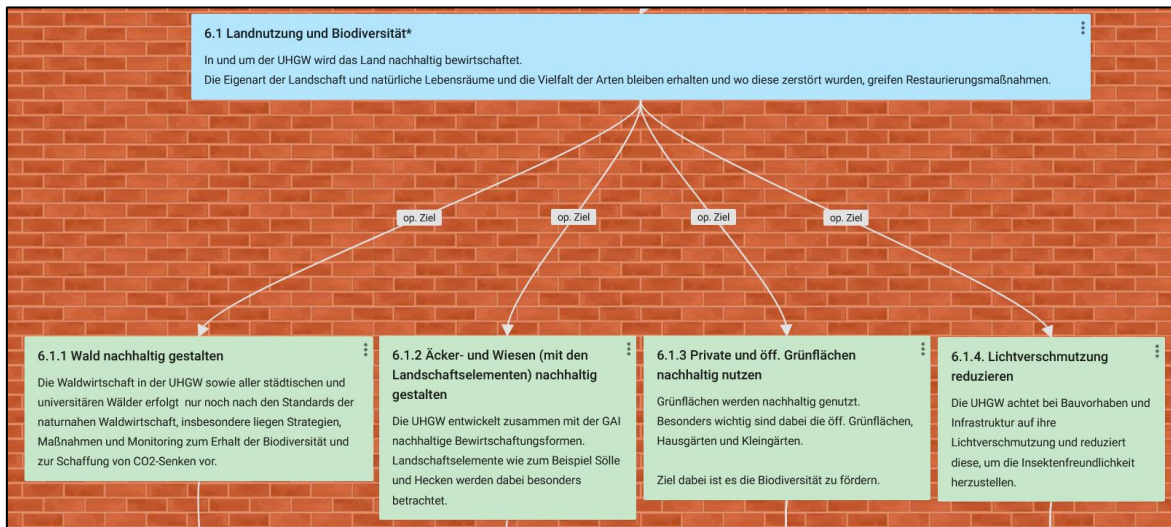 6.1 Landnutzung und Biodiversität*
In und um der UHGW wird das Land nachhaltig bewirtschaftet.
Die Eigenart der Landschaft und natürliche Lebensräume und die Vielfalt der Arten bleiben erhalten und wo diese zerstört wurden, greifen Restaurierungsmaßnahmen.
op. Ziel
op. Ziel
op. Ziel
op. Ziel
6.1.1 Wald nachhaltig gestalten
Die Waldwirtschaft in der UHGW sowie aller städtischen und
universitären Wälder erfolgt nur noch nach den Standards der
naturnahen Waldwirtschaft, insbesondere liegen Strategien,
Maßnahmen und Monitoring zum Erhalt der Biodiversität und
zur Schaffung von CO2-Senken vor.
6.1.2 Äcker- und Wiesen (mit den
Landschaftselementen) nachhaltig
gestalten
Die UHGW entwickelt zusammen mit der GAI
nachhaltige Bewirtschaftungsformen.
Landschaftselemente wie zum Beispiel Sölle
und Hecken werden dabei besonders
betrachtet.
6.1.3 Private und öff. Grünflächen
nachhaltig nutzen
Grünflächen werden nachhaltig genutzt.
Besonders wichtig sind dabei die öff. Grünflächen,
Hausgärten und Kleingärten.
Ziel dabei ist es die Biodiversität zu fördern.
6.1.4. Lichtverschmutzung
reduzieren
Die UHGW achtet bei Bauvorhaben und
Infrastruktur auf ihre
Lichtverschmutzung und reduziert
diese, um die Insektenfreundlichkeit
herzustellen.